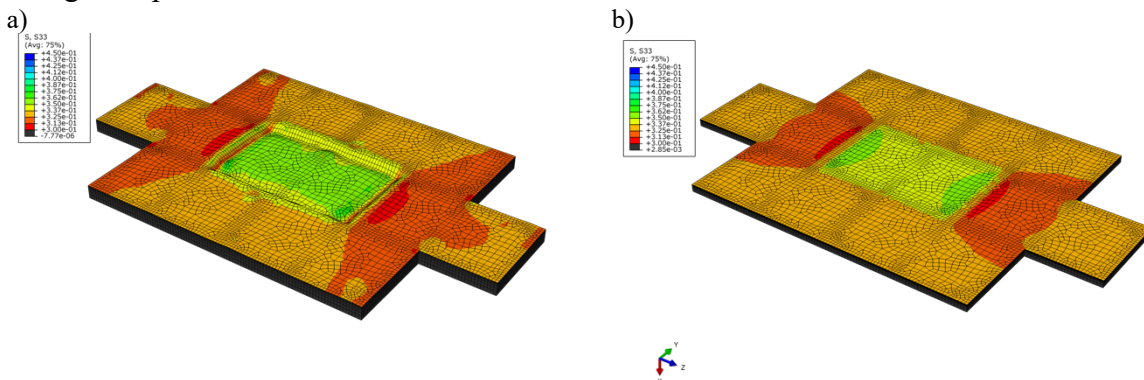 a)
S, S33
(Avg: 75%)
+4.50e-01
+4.37e-01
+4.25e-01
+4.12e-01
+4.00e-01
+3.87e-01
+3.75e-01
+3.62e-01
+3.50e-01
+3.37e-01
+3.25e-01
+3.13e-01
+3.00e-01
-7.77e-06
b)
S, S33
(Avg: 75%)
+4.50e-01
+4.37e-01
+4.25e-01
+4.12e-01
+4.00e-01
+3.87e-01
+3.75e-01
+3.62e-01
+3.50e-01
+3.37e-01
+3.25e-01
+3.13e-01
+3.00e-01
+2.85e-03
Y
Z